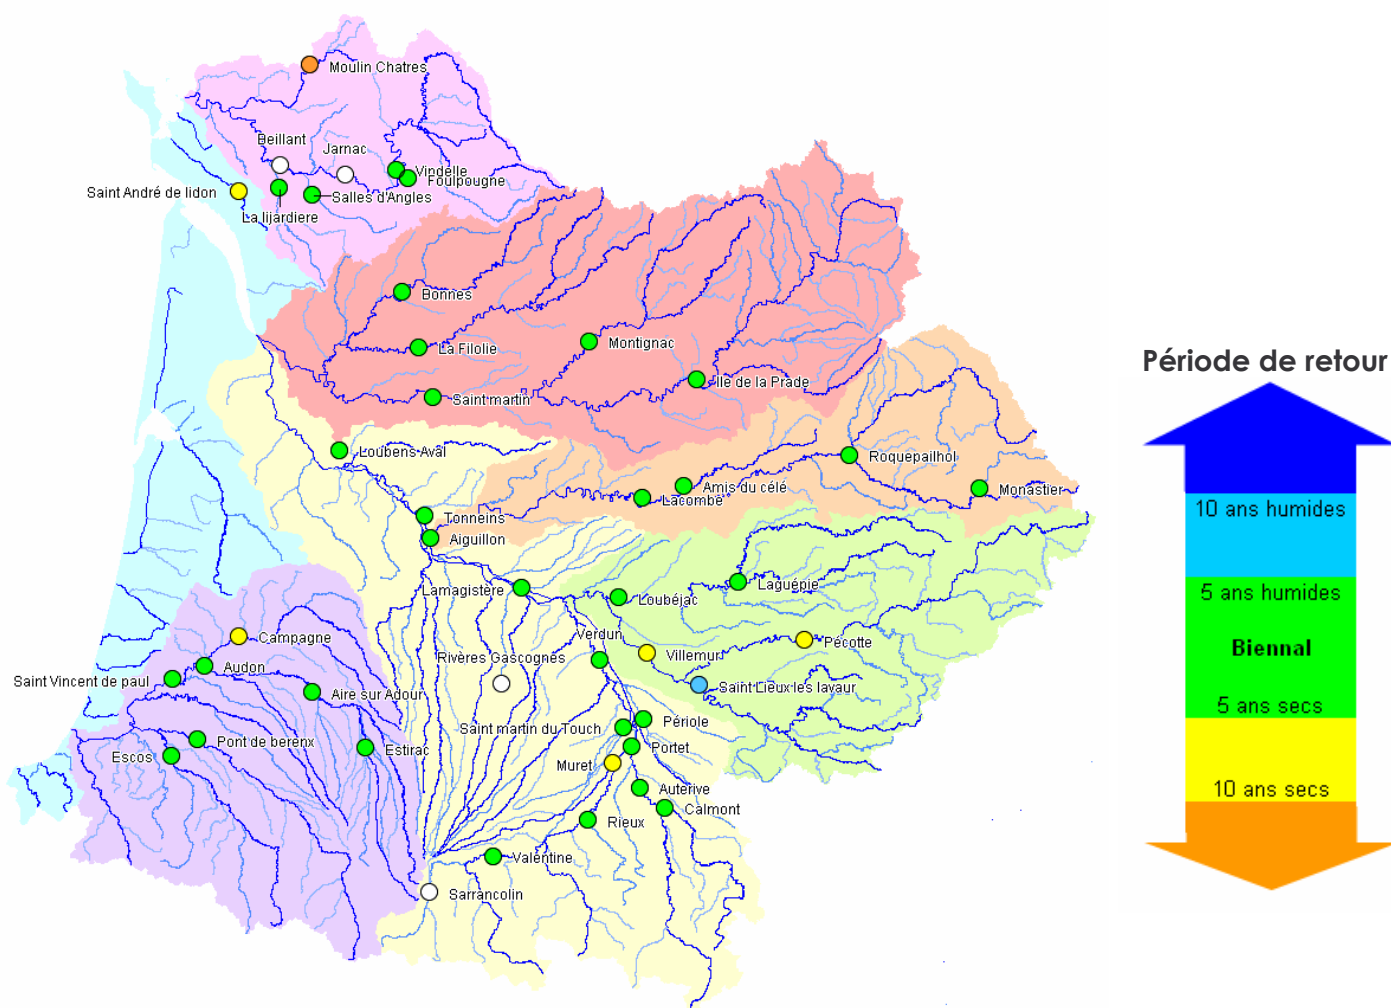 Moulin Chatres
Beillant
Jarnac
Vindelle
Foulpougne
Saint André de lidon
Salles d'Angles
La lijardiere
Bonnes
La Filolie
Montignac
Ile de la Prade
Saint martin
Période de retour
Loubens Aval
Roquepailhol
Amis du célé
Monastier
Lacombe
10 ans humides
Tonneins
Aiguillon
Lamagistère
Laguépie
Loubéjac
5 ans humides
Campagne
Verdun
Pécotte
Biennal
Audon
Rivères Gascognes
Villemur
Saint Vincent de paul
Aire sur Adour
Saint Lieux les lavaur
5 ans secs
Saint martin du Touch
Périole
Pont de berenx
Estirac
Portet
Escos
Muret
Auterive
10 ans secs
Calmont
Rieux
Valentine
Sarrancolin